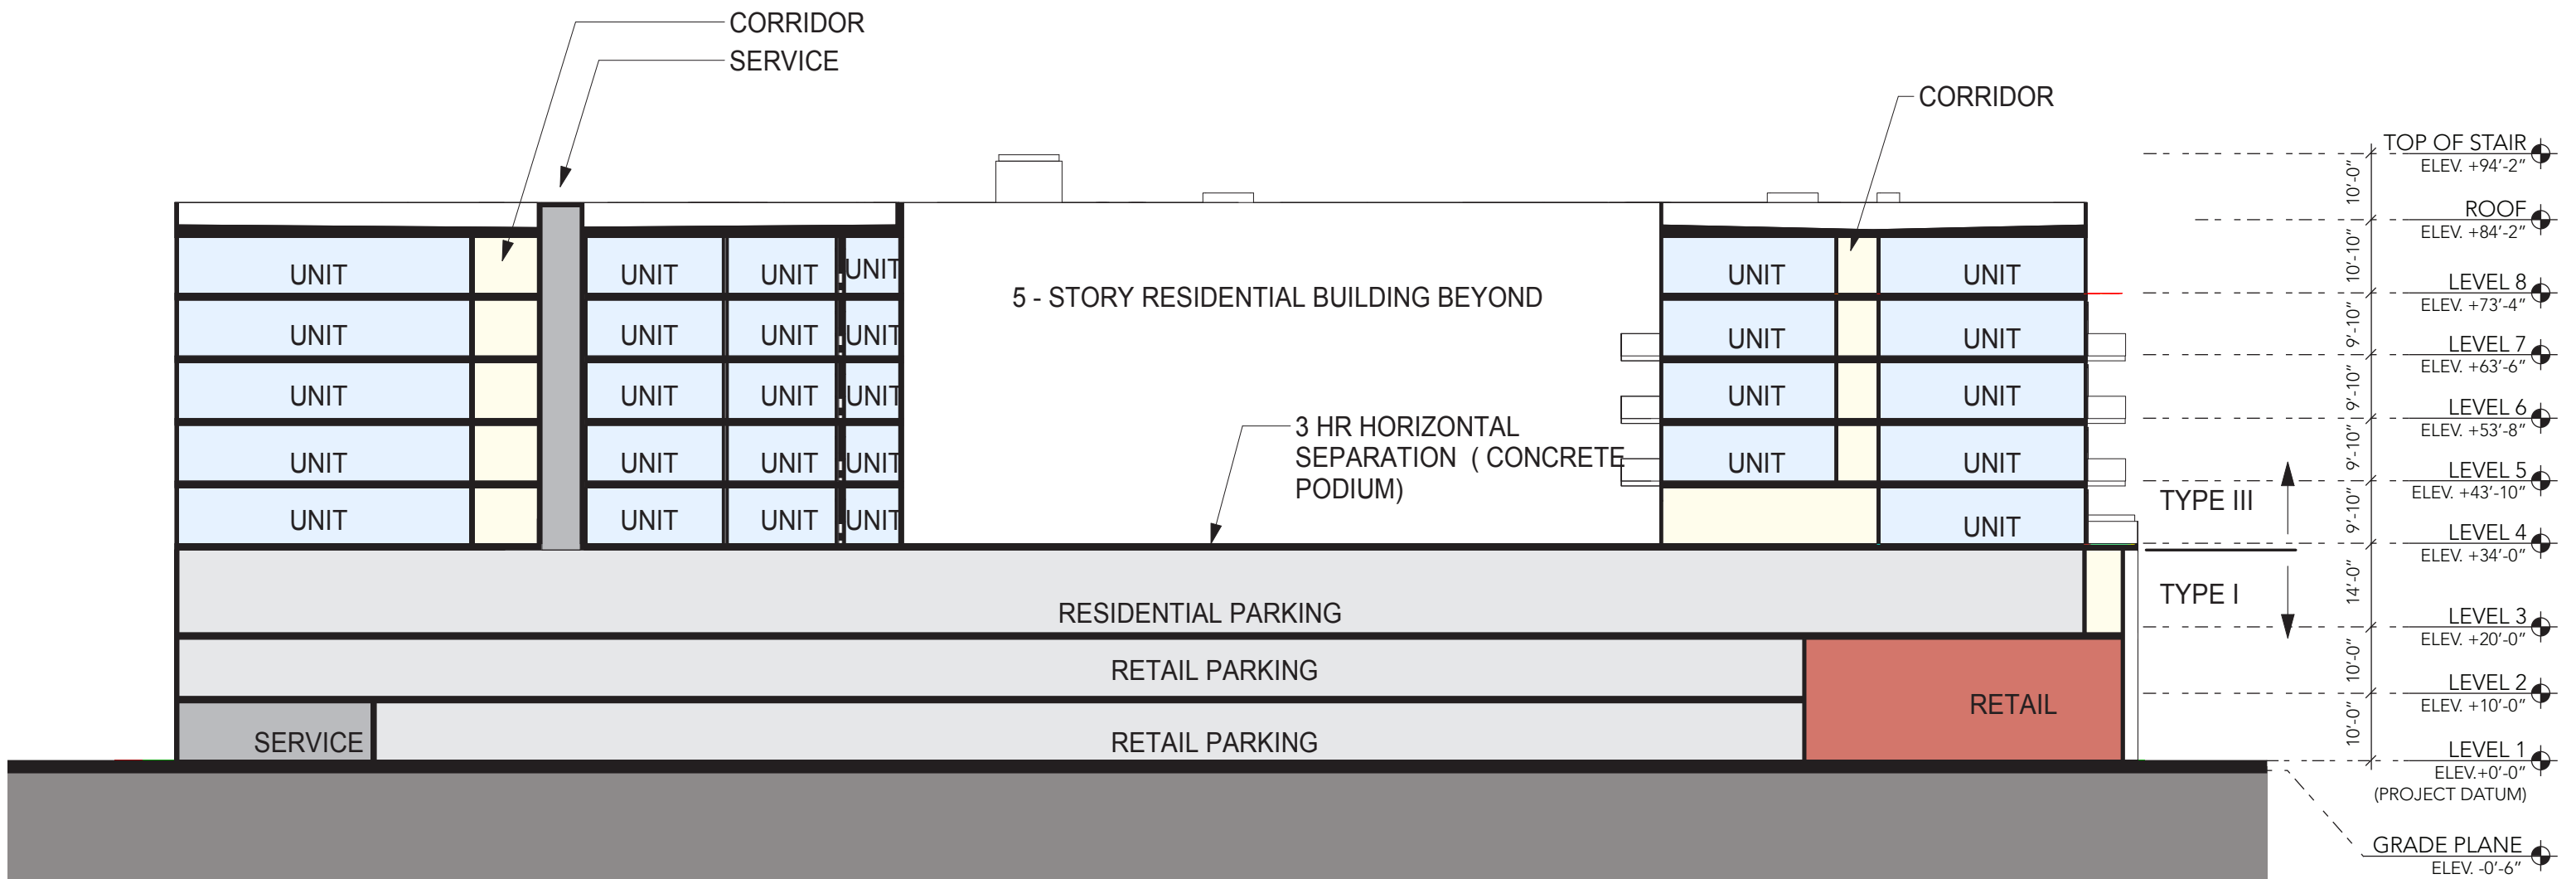 CORRIDOR
SERVICE
CORRIDOR
TOP OF STAIR
ELEV. +94'-2"
10'-0"
ROOF
ELEV. +84'-2"
10'-10"
UNIT UNIT UNIT UNIT UNIT UNIT
5 - STORY RESIDENTIAL BUILDING BEYOND
LEVEL 8
ELEV. +73'-4"
9'-10"
UNIT UNIT UNIT UNIT UNIT UNIT
LEVEL 7
ELEV. +63'-6"
9'-10"
UNIT UNIT UNIT UNIT UNIT UNIT
LEVEL 6
ELEV. +53'-8"
9'-10"
3 HR HORIZONTAL
SEPARATION ( CONCRETE
PODIUM)
UNIT UNIT UNIT UNIT UNIT UNIT
LEVEL 5
ELEV. +43'-10"
9'-10"
TYPE III
UNIT UNIT UNIT UNIT UNIT
LEVEL 4
ELEV. +34'-0"
14'-0"
TYPE I
RESIDENTIAL PARKING
LEVEL 3
ELEV. +20'-0"
10'-0"
RETAIL PARKING
LEVEL 2
ELEV. +10'-0"
10'-0"
RETAIL
SERVICE
RETAIL PARKING
LEVEL 1
ELEV.+0'-0"
(PROJECT DATUM)
GRADE PLANE
ELEV. -0'-6"